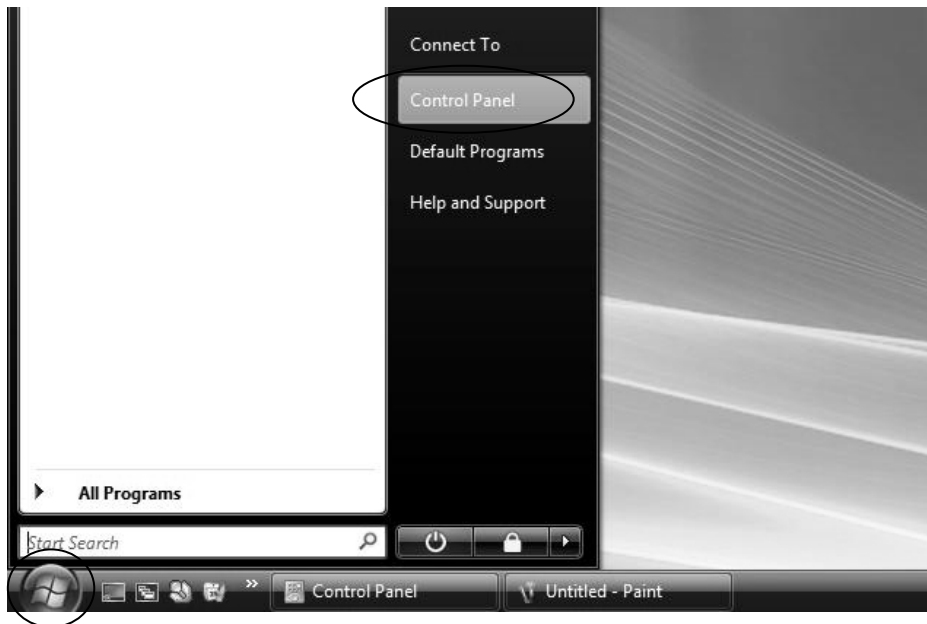 Connect To
Control Panel
Default Programs
Help and Support
All Programs
Start Search
Control Panel
Untitled - Paint